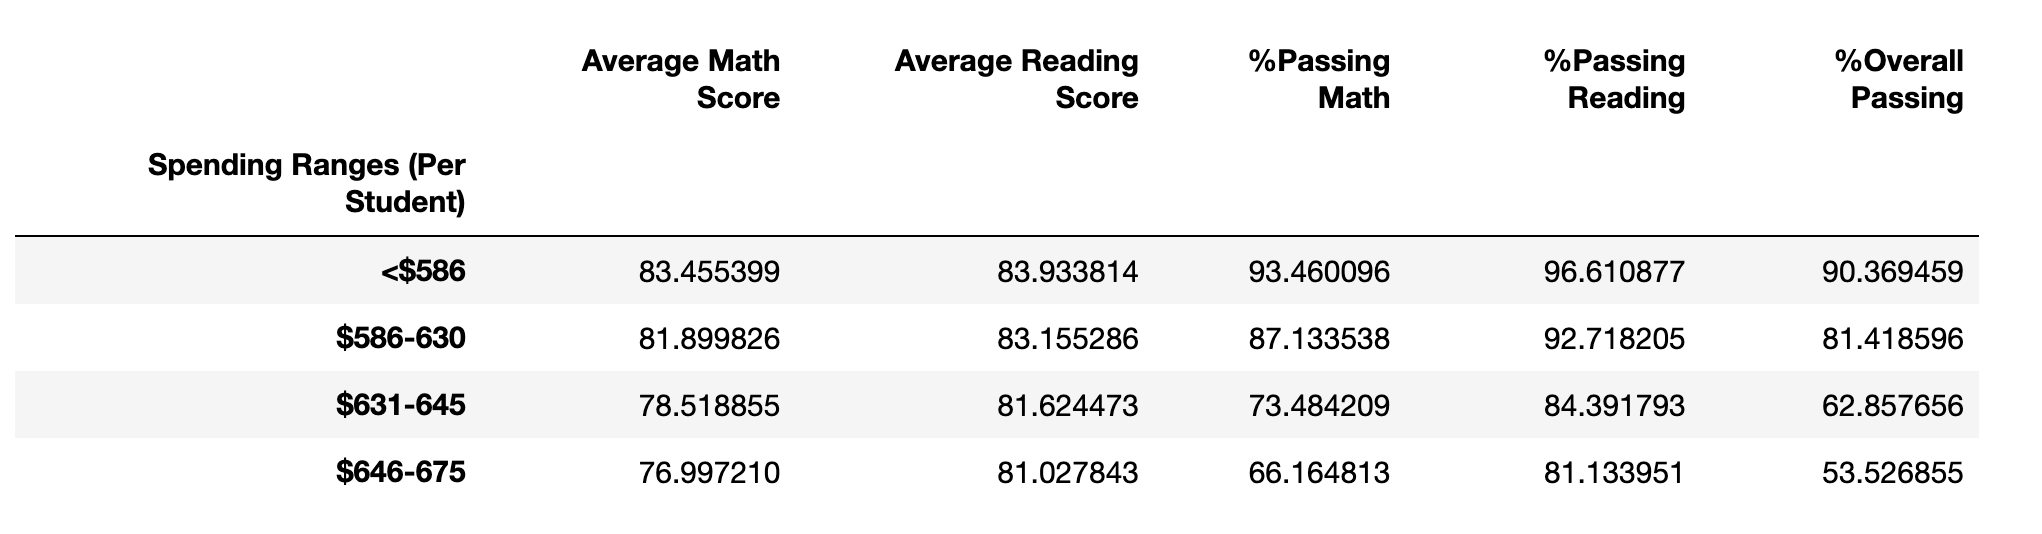 Average Math Average Reading %Passing %Passing %Overall
Score Score Math Reading Passing
Spending Ranges (Per
Student)
<$586 83.455399 83.933814 93.460096 96.610877 90.369459
$586-630 81.899826 83.155286 87.133538 92.718205 81.418596
$631-645 78.518855 81.624473 73.484209 84.391793 62.857656
$646-675 76.997210 81.027843 66.164813 81.133951 53.526855